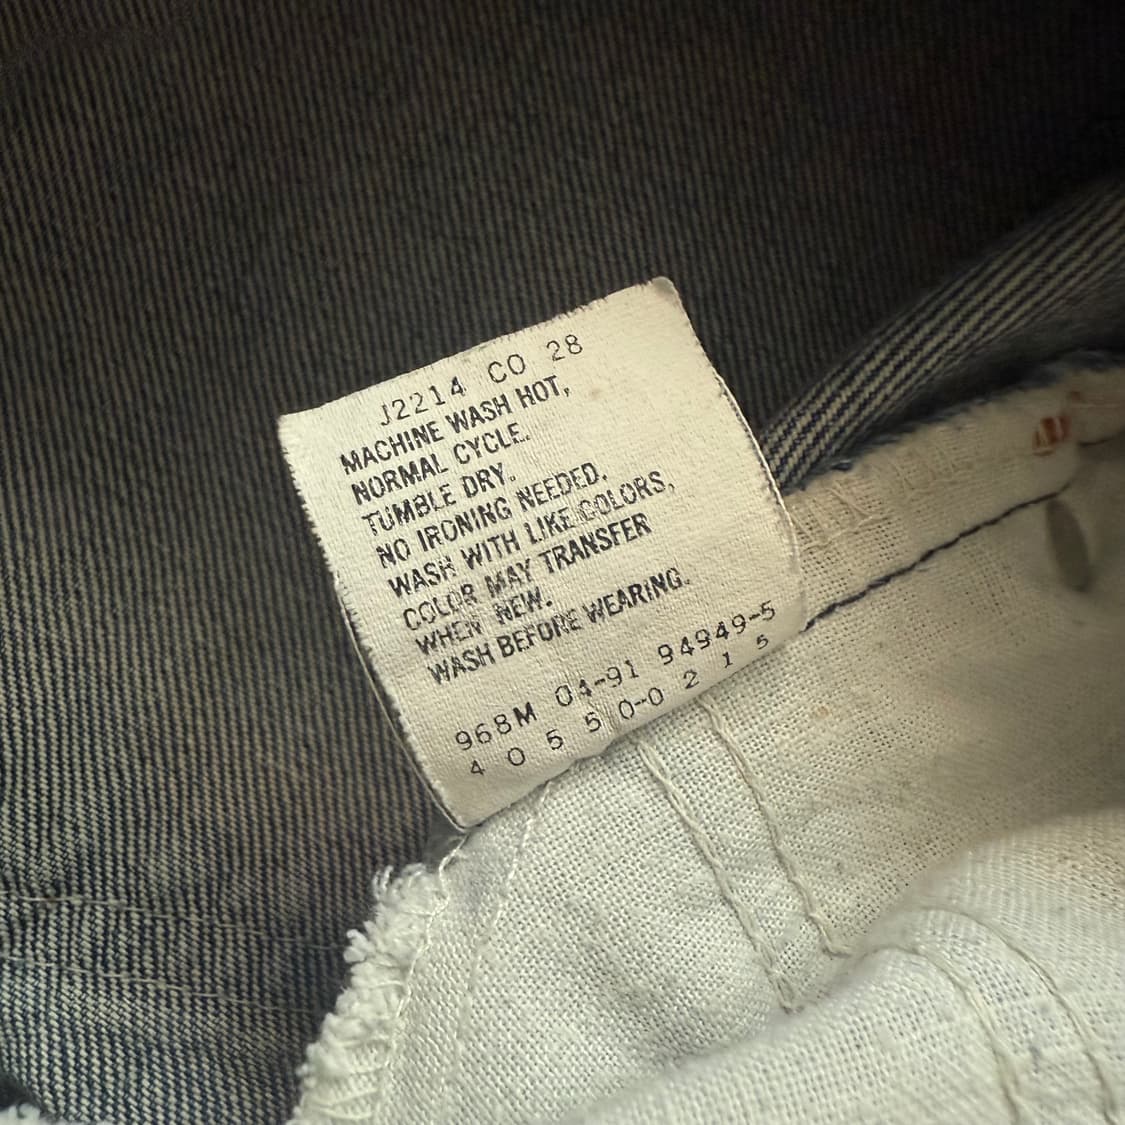 J2214 CO 28
MACHINE WASH HOT,
NORMAL CYCLE.
TUMBLE DRY.
NO IRONING NEEDED.
WASH WITH LIKE COLORS,
COLOR MAY TRANSFER
WHEN NEW.
WASH BEFORE WEARING.
968M 04-91 94949-5
4 0 5 5 0-0 2 1 5